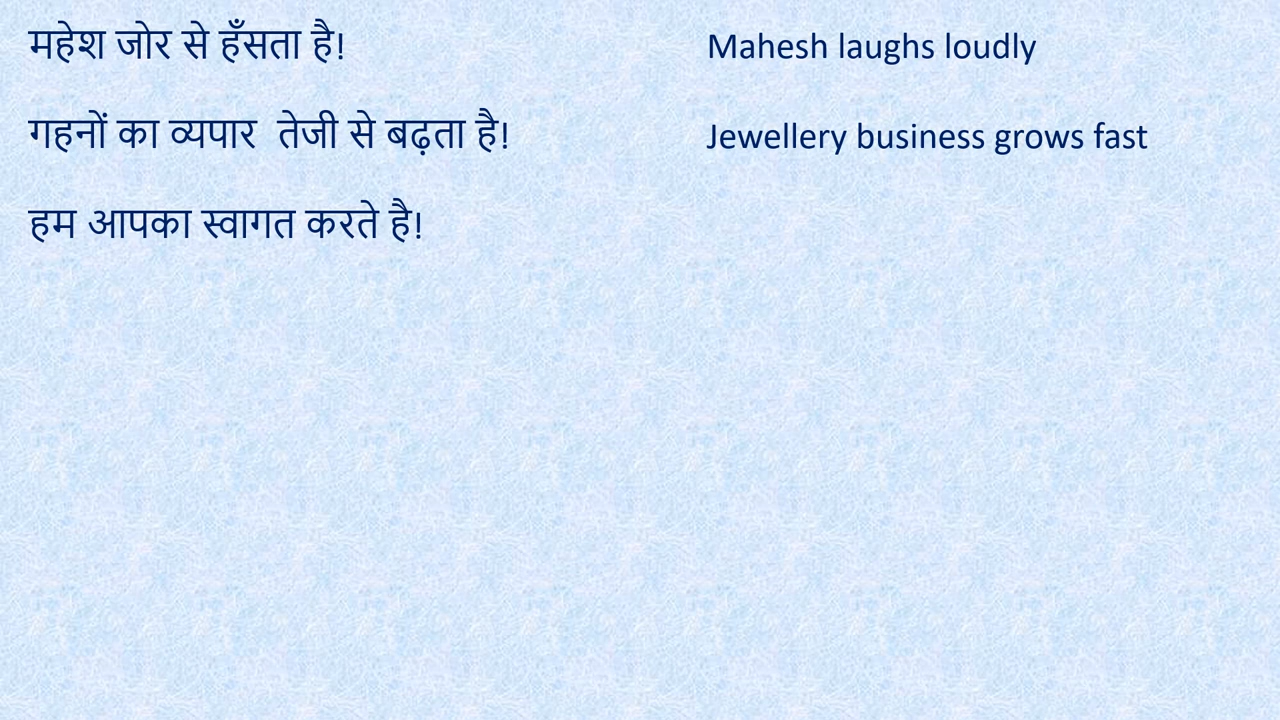 महेश जोर से हँसता है! Mahesh laughs loudly
गहनों का व्यपार  तेजी से बढ़ता है! Jewellery business grows fast
हम आपका स्वागत करते है!